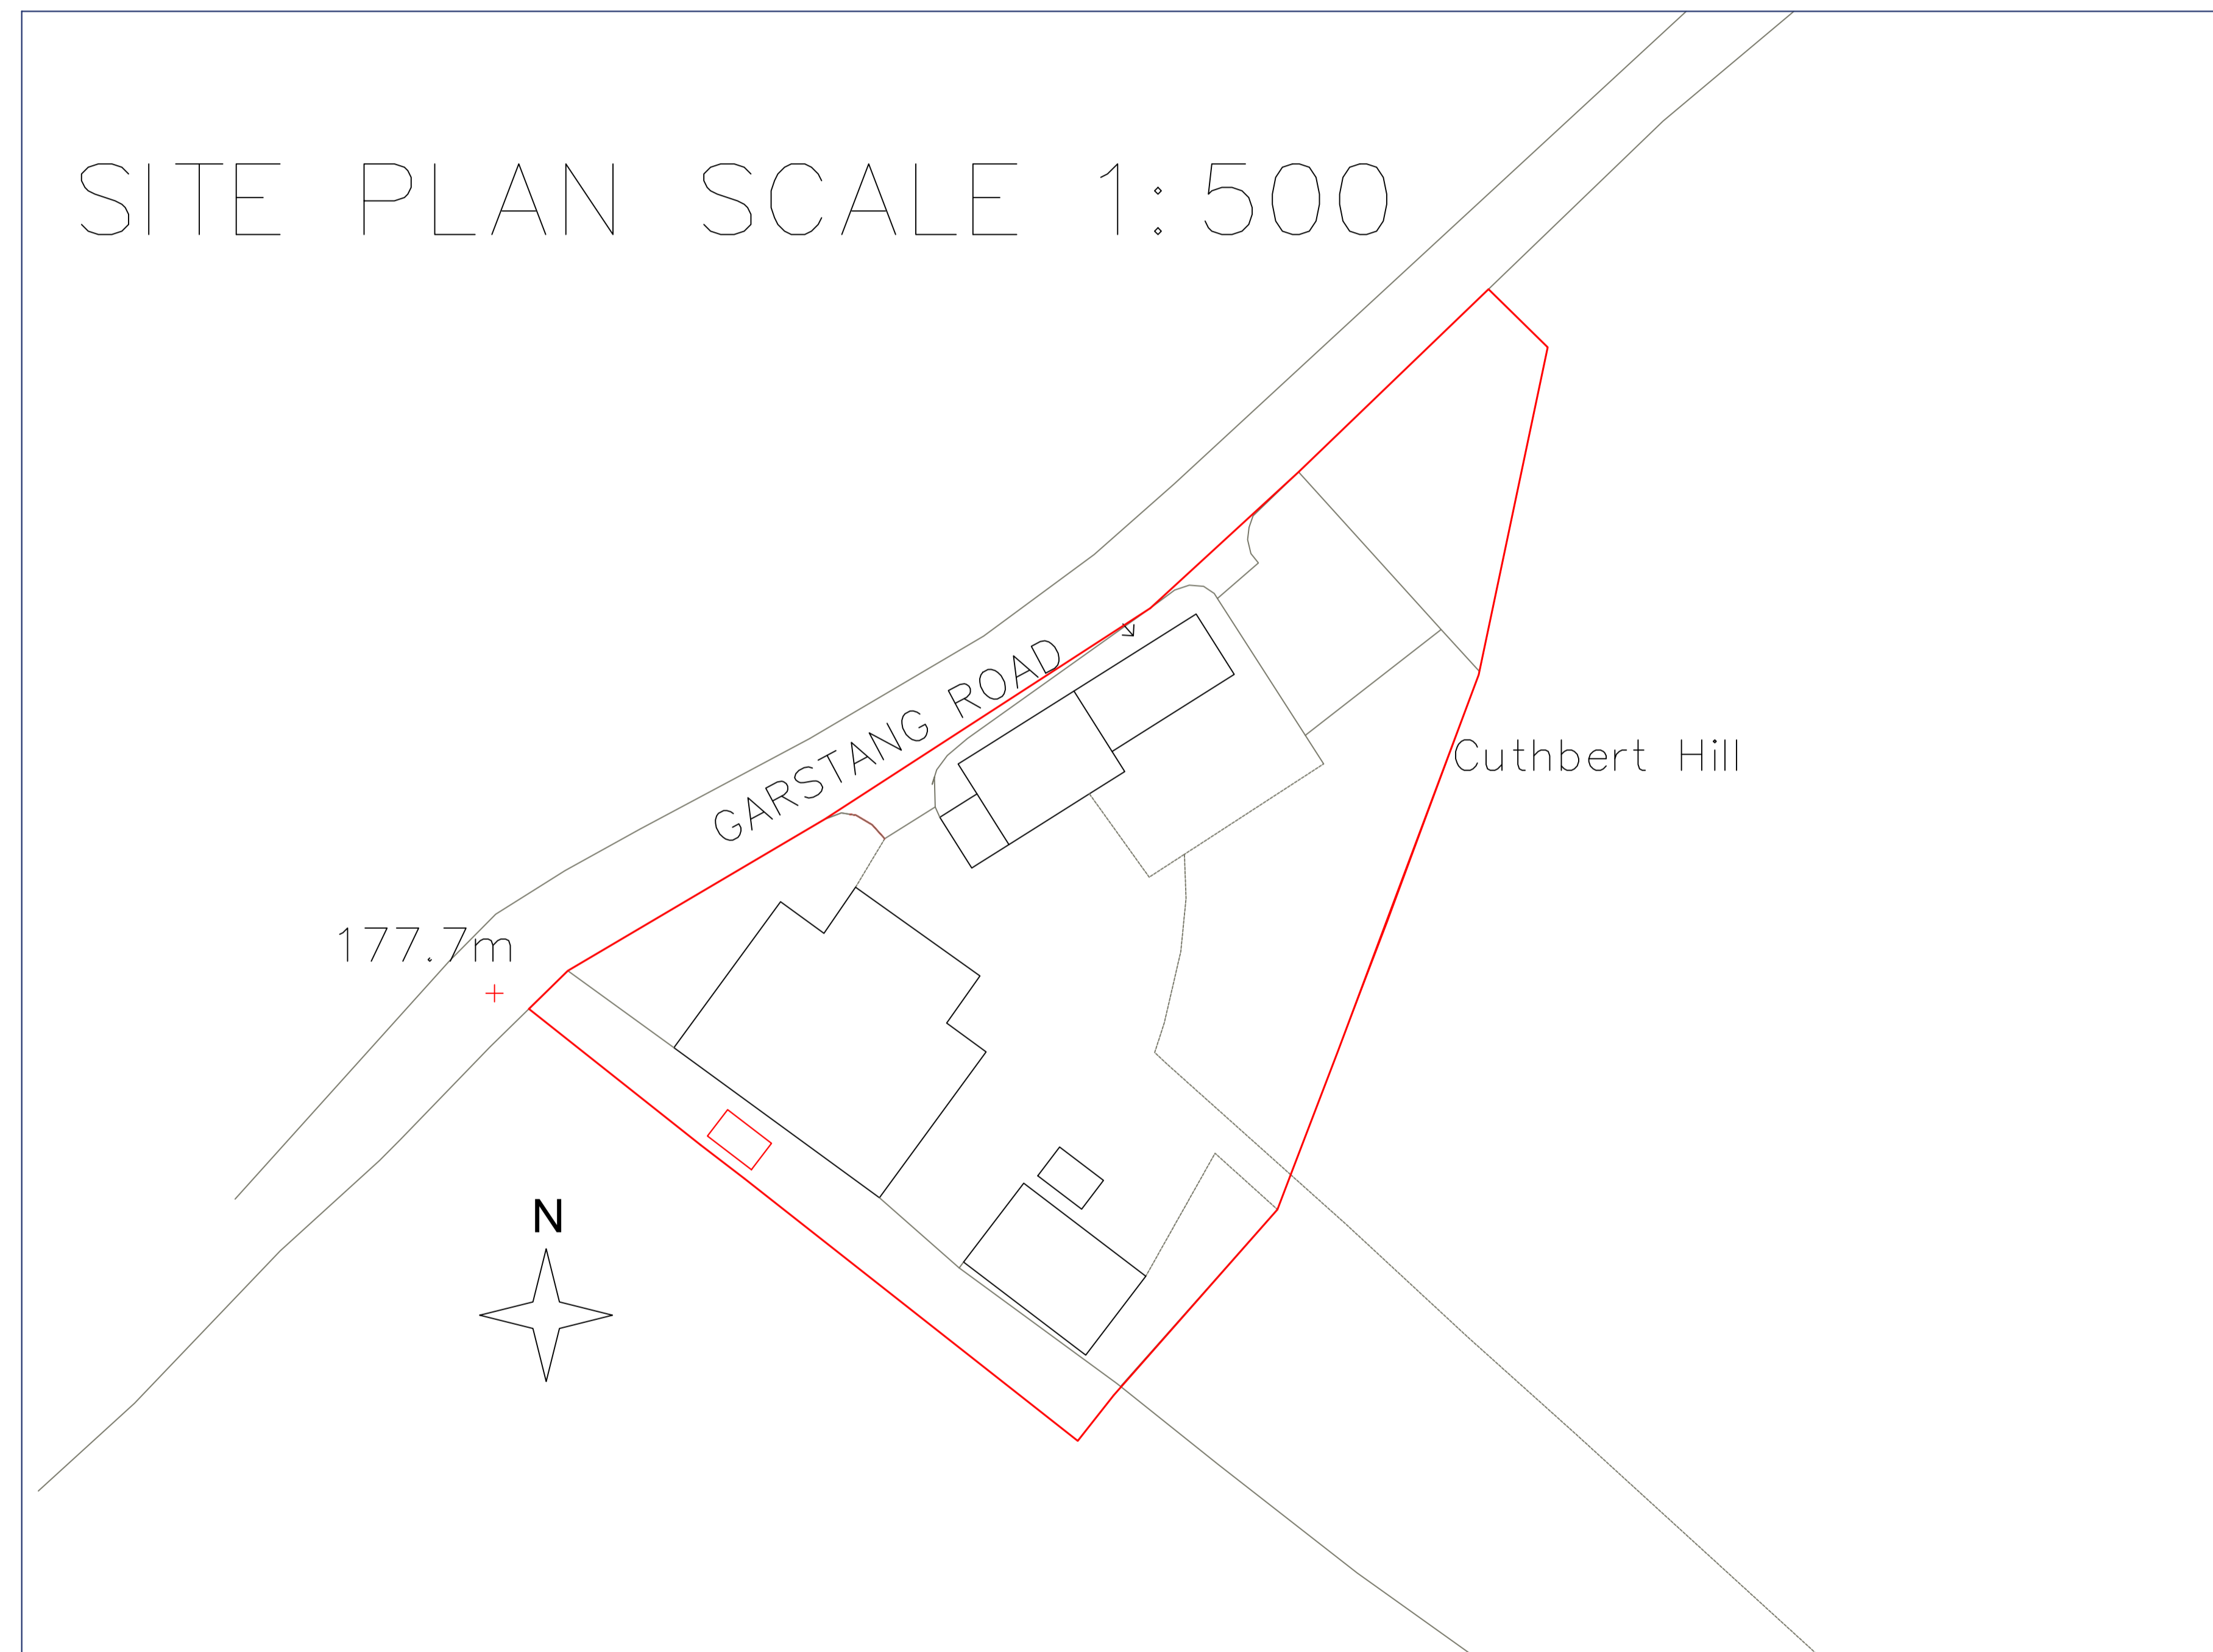 SITE PLAN SCALE 1:500
GARSTANG ROAD
Cuthbert Hill
177.7m
N